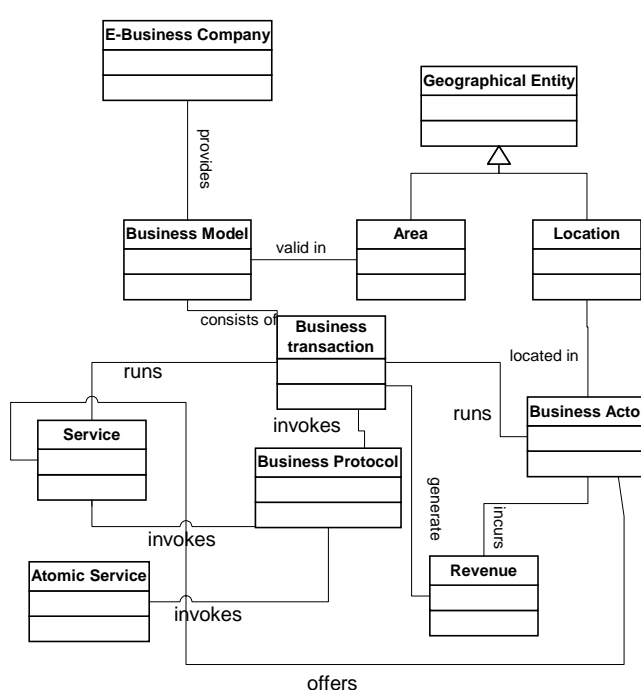 E-Business Company
Geographical Entity
provides
Business Model
Area
Location
valid in
consists of
Business
transaction
located in
runs
runs
Business Acto
invokes
Service
Business Protocol
generate
incurs
invokes
Atomic Service
Revenue
invokes
offers